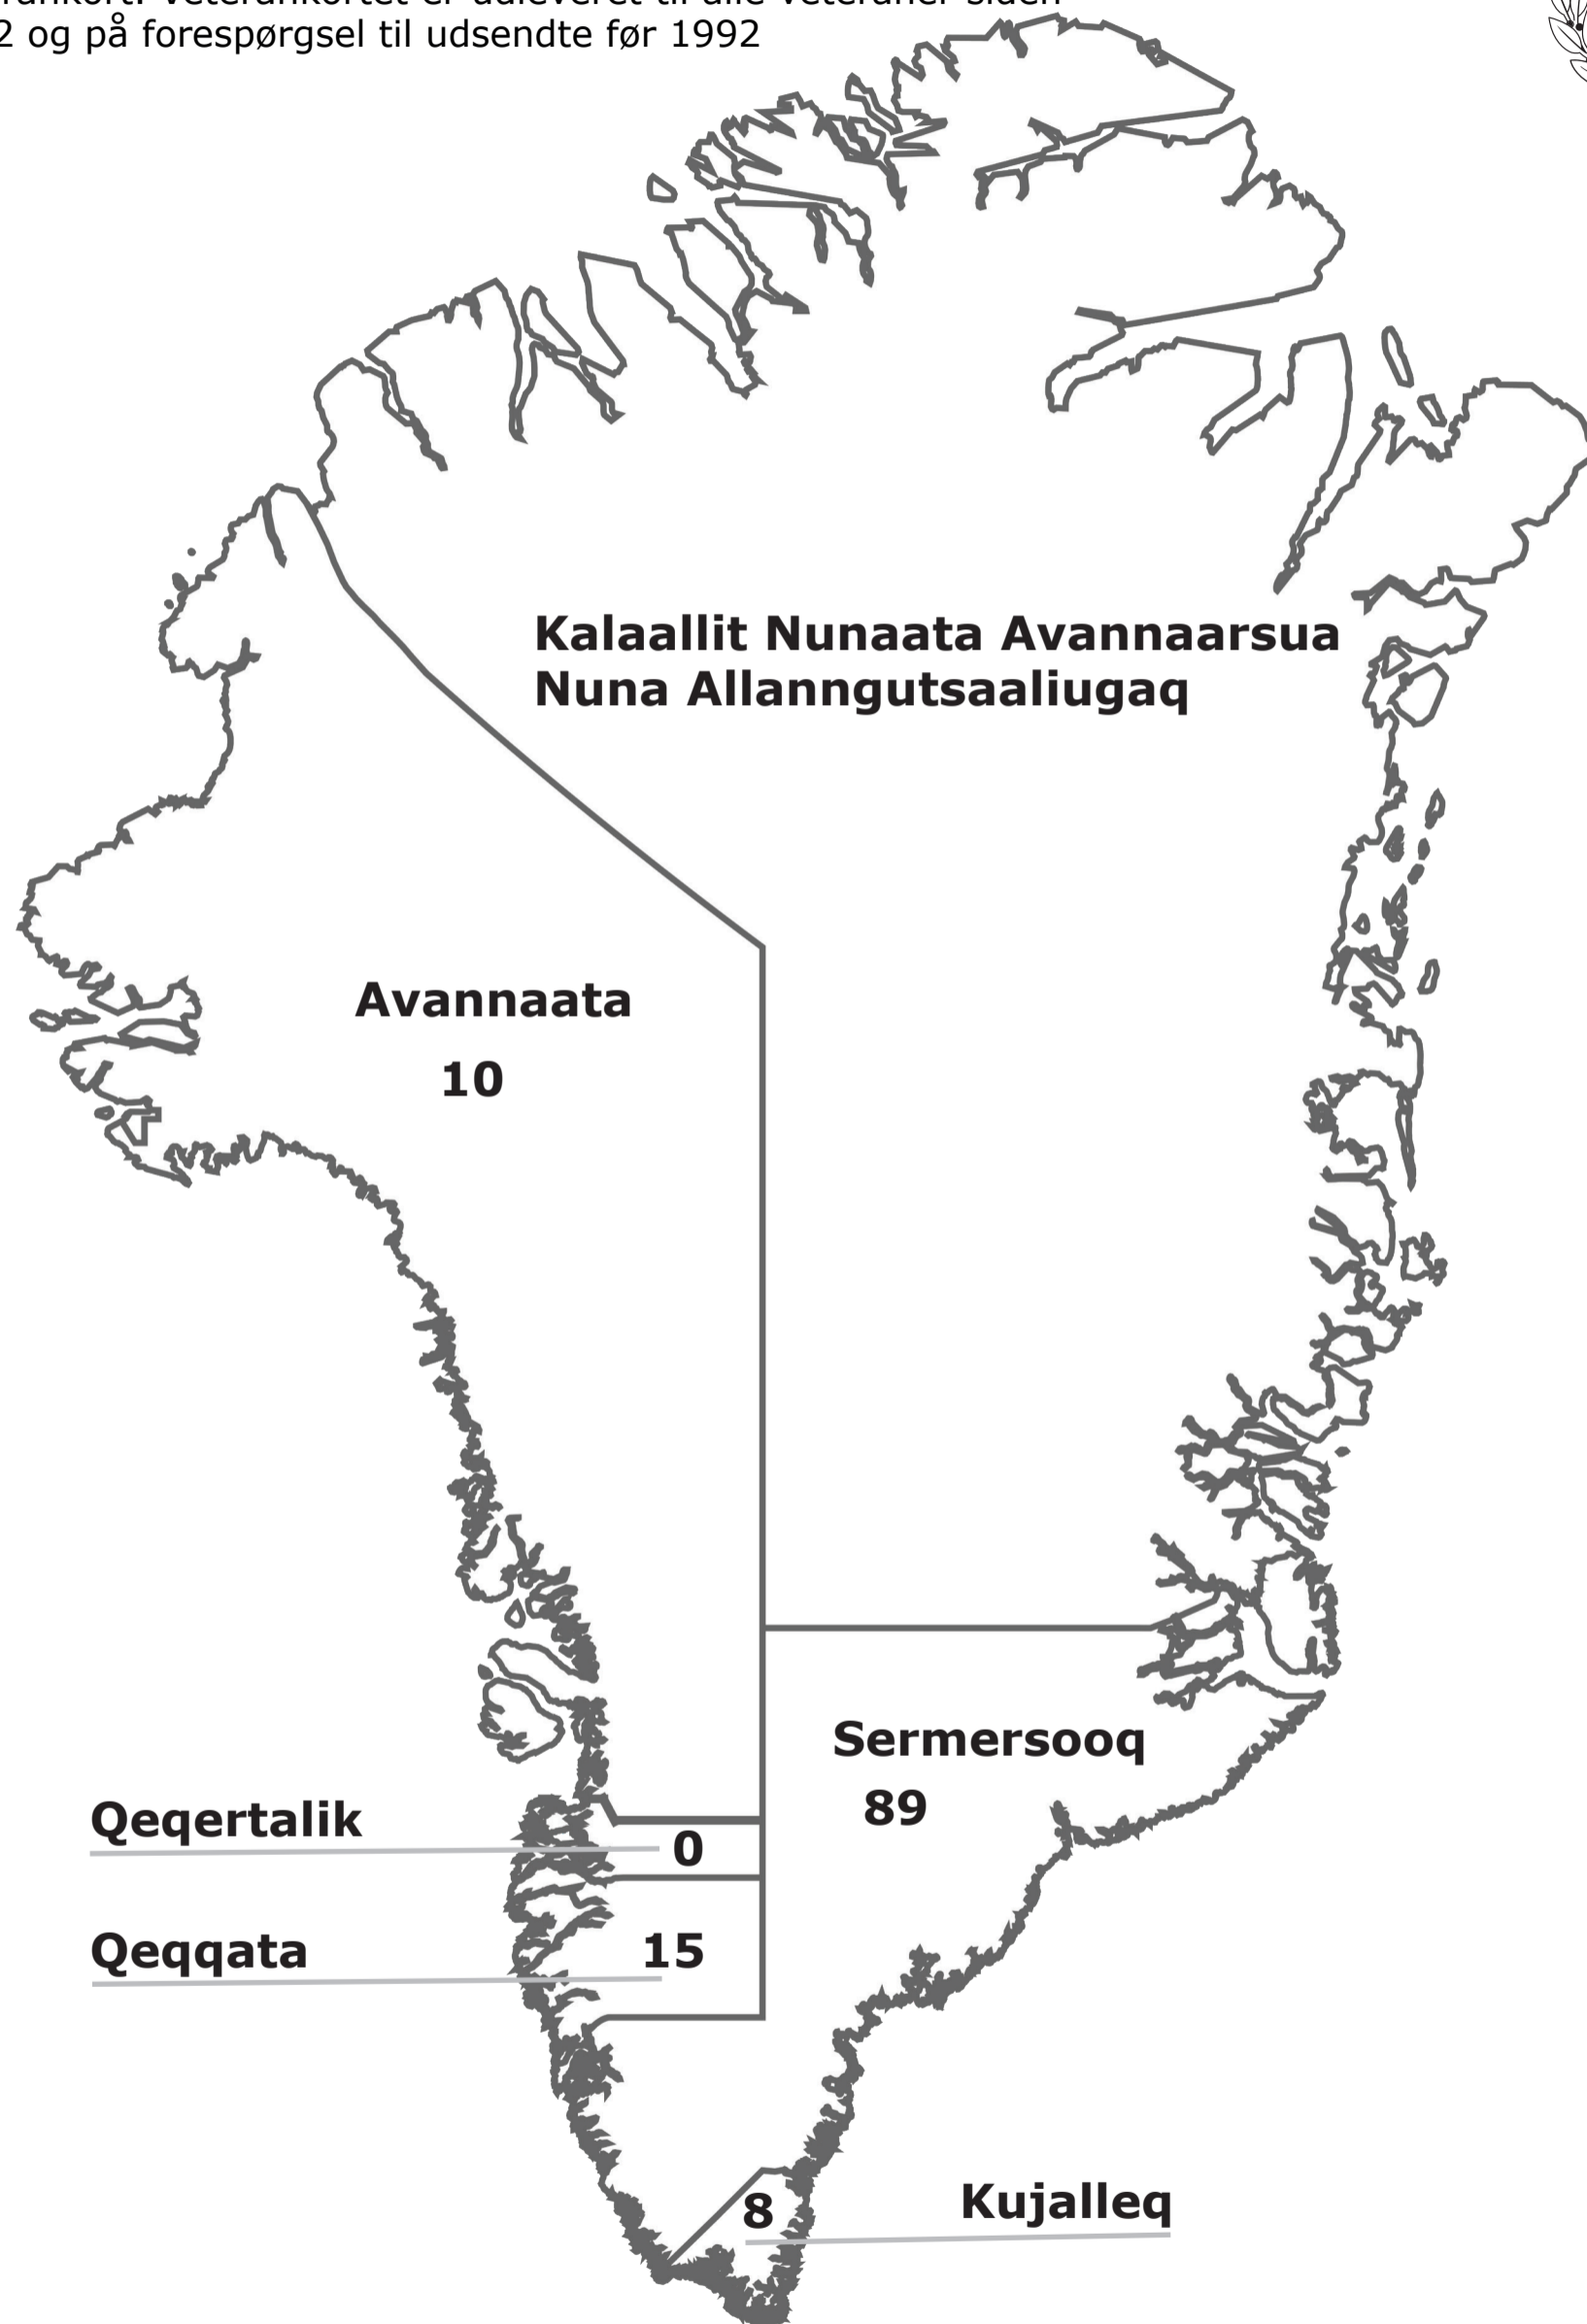 2 og på forespørgsel til udsendte før 1992
Kalaallit Nunaata Avannaarsua
Nuna Allanngutsaaliugaq
Avannaata
10
Sermersooq
89
Qeqertalik
0
Qeqqata
15
Kujalleq
8